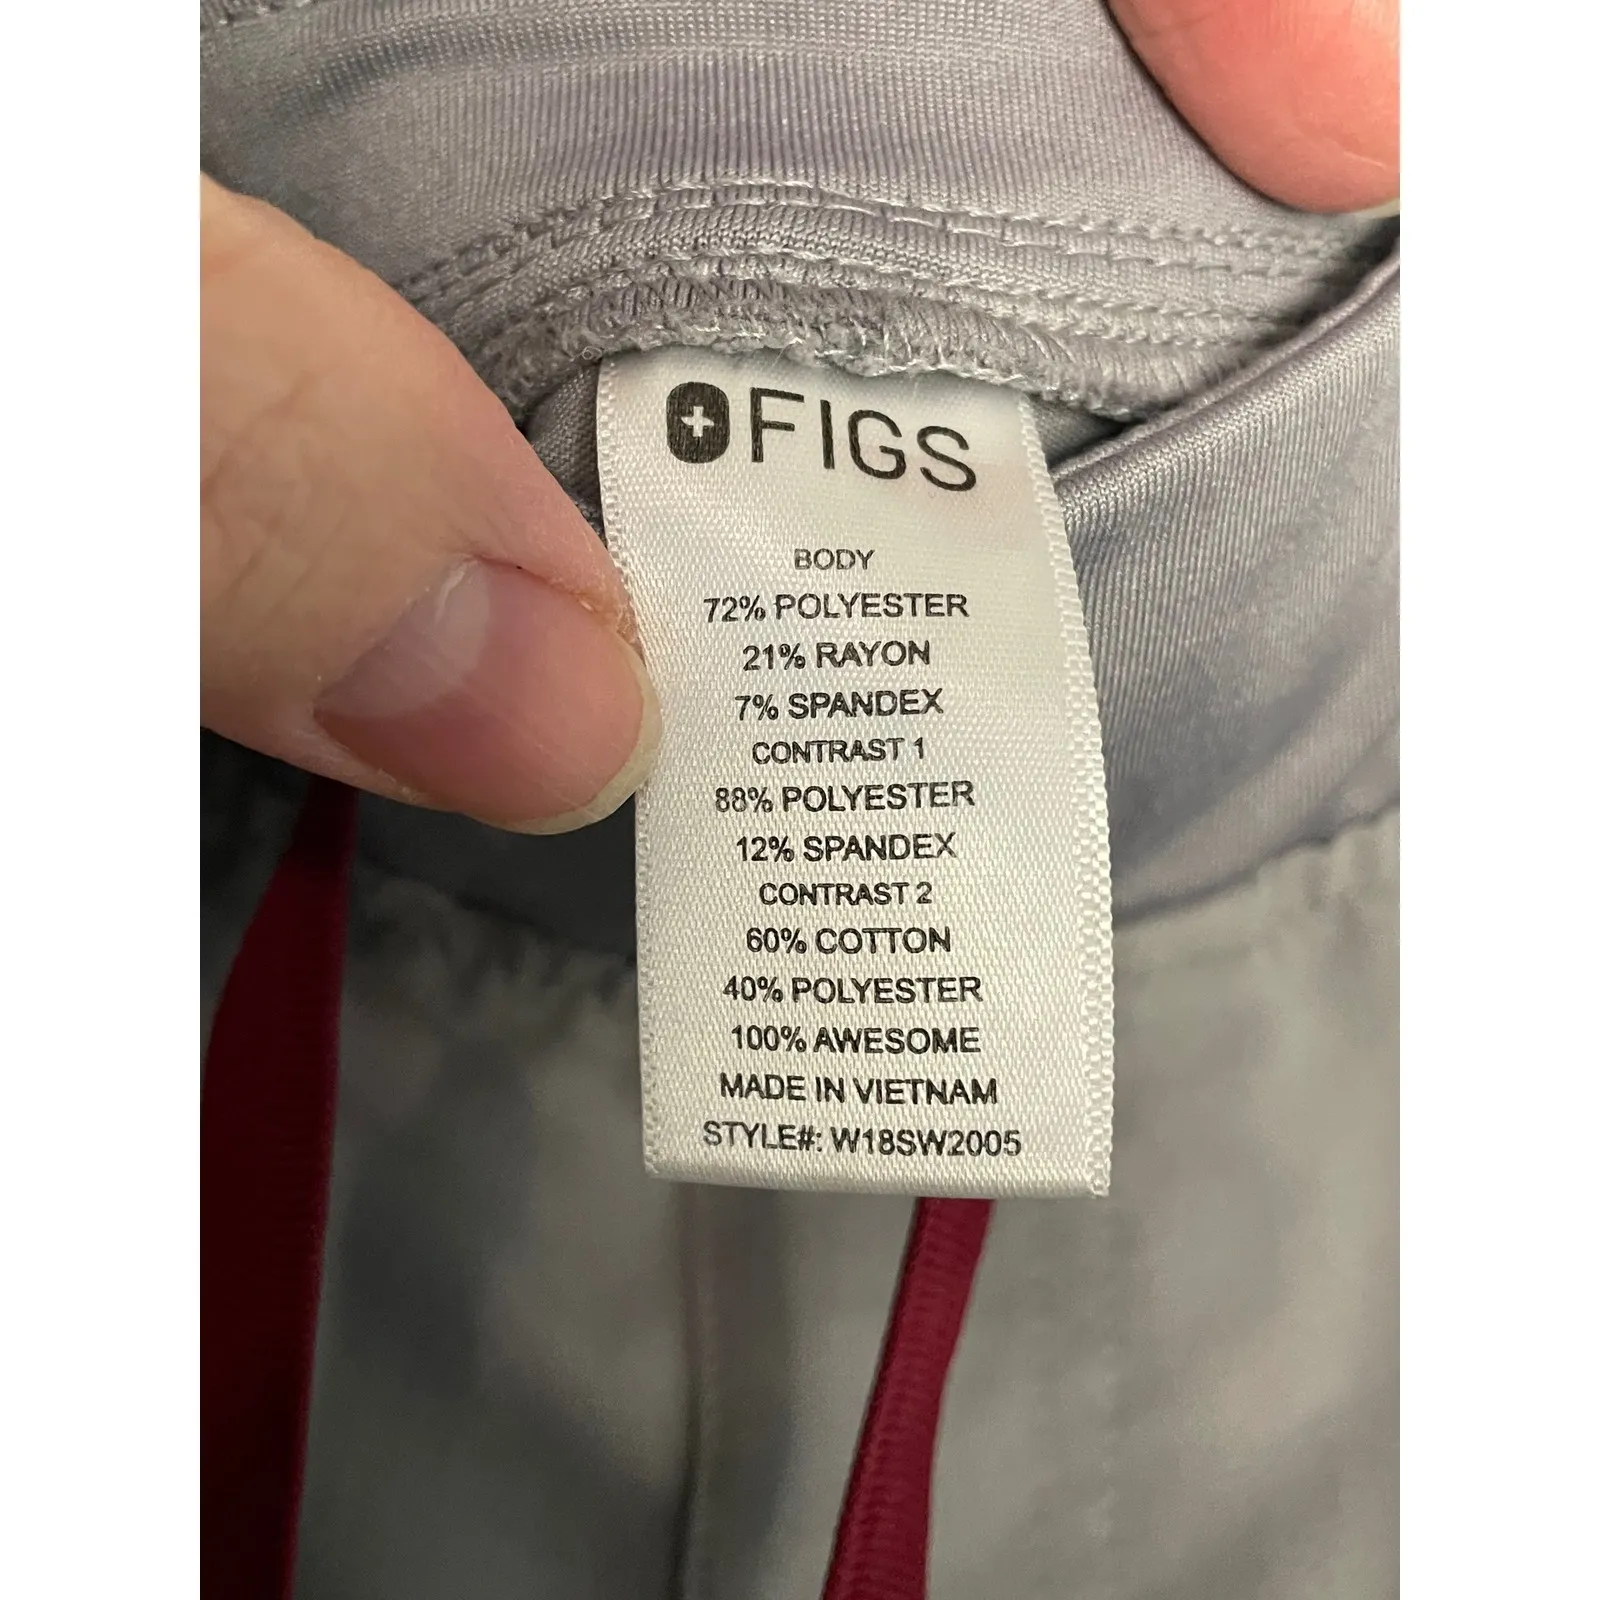 FIGS
BODY
72% POLYESTER
21% RAYON
7% SPANDEX
CONTRAST 1
88% POLYESTER
12% SPANDEX
CONTRAST 2
60% COTTON
40% POLYESTER
100% AWESOME
MADE IN VIETNAM
STYLE#: W18SW2005